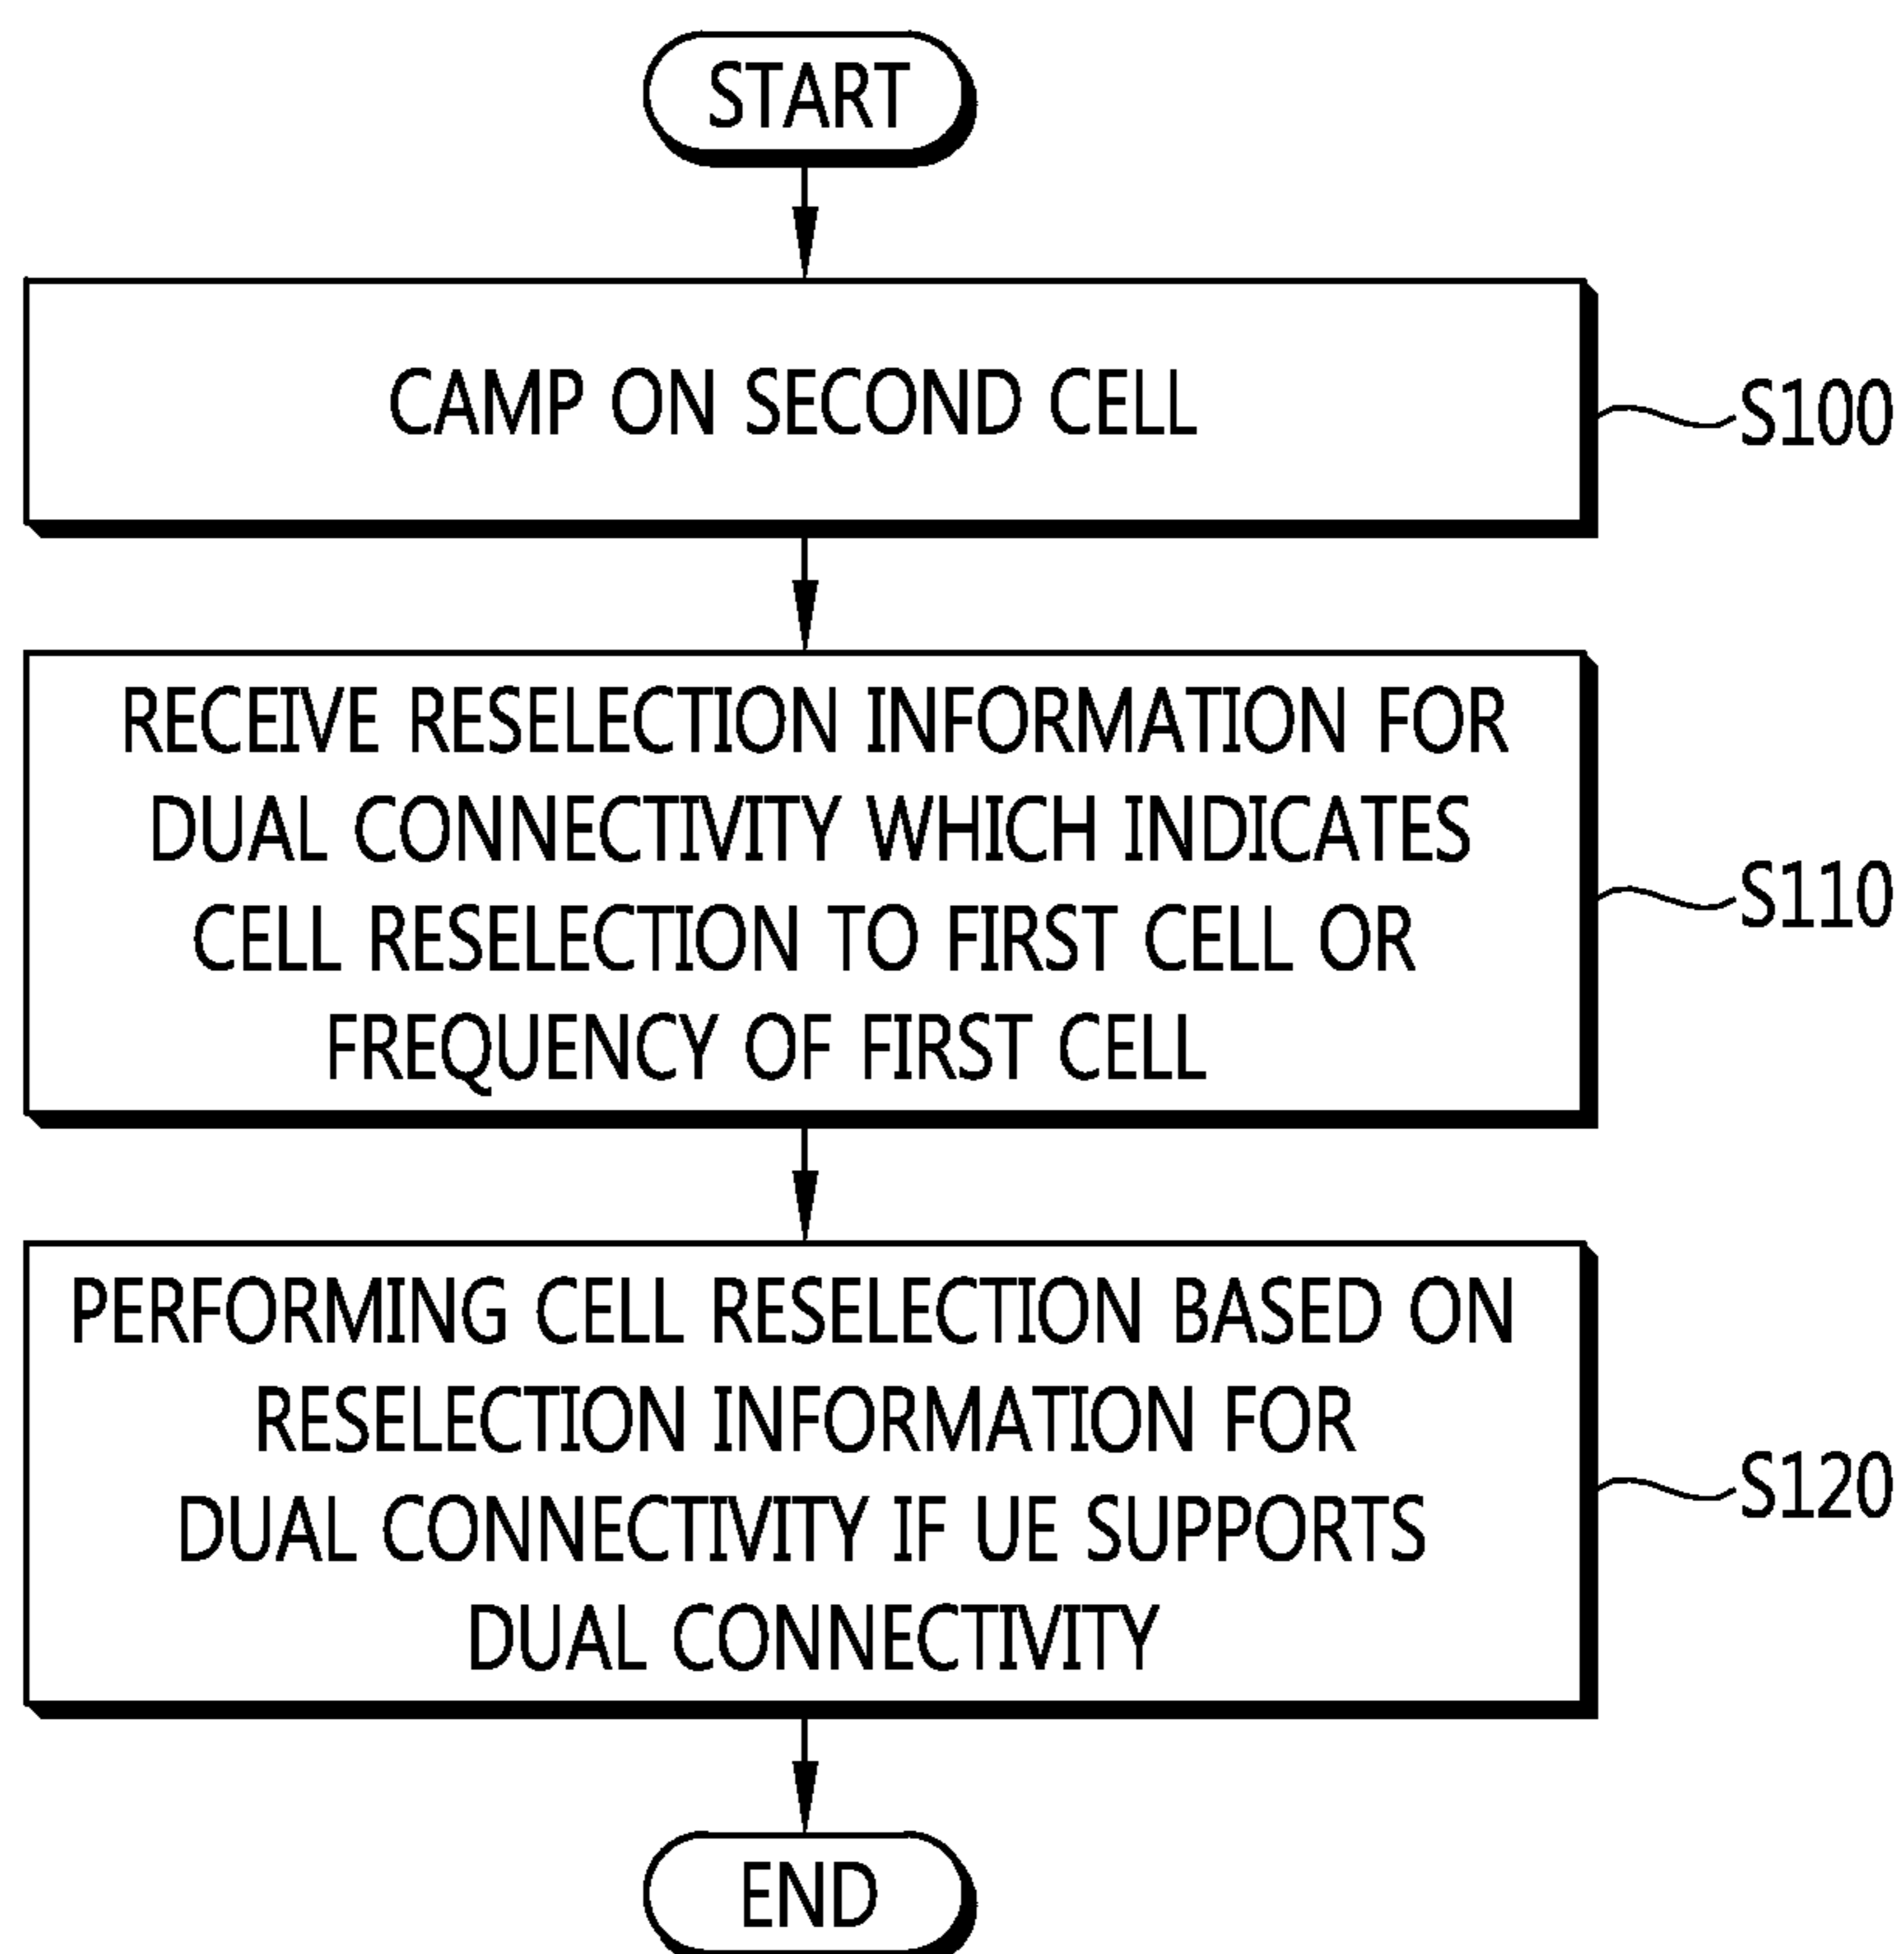 START
CAMP ON SECOND CELL
S100
RECEIVE RESELECTION INFORMATION FOR
DUAL CONNECTIVITY WHICH INDICATES
CELL RESELECTION TO FIRST CELL OR
FREQUENCY OF FIRST CELL
S110
PERFORMING CELL RESELECTION BASED ON
RESELECTION INFORMATION FOR
DUAL CONNECTIVITY IF UE SUPPORTS
DUAL CONNECTIVITY
S120
END